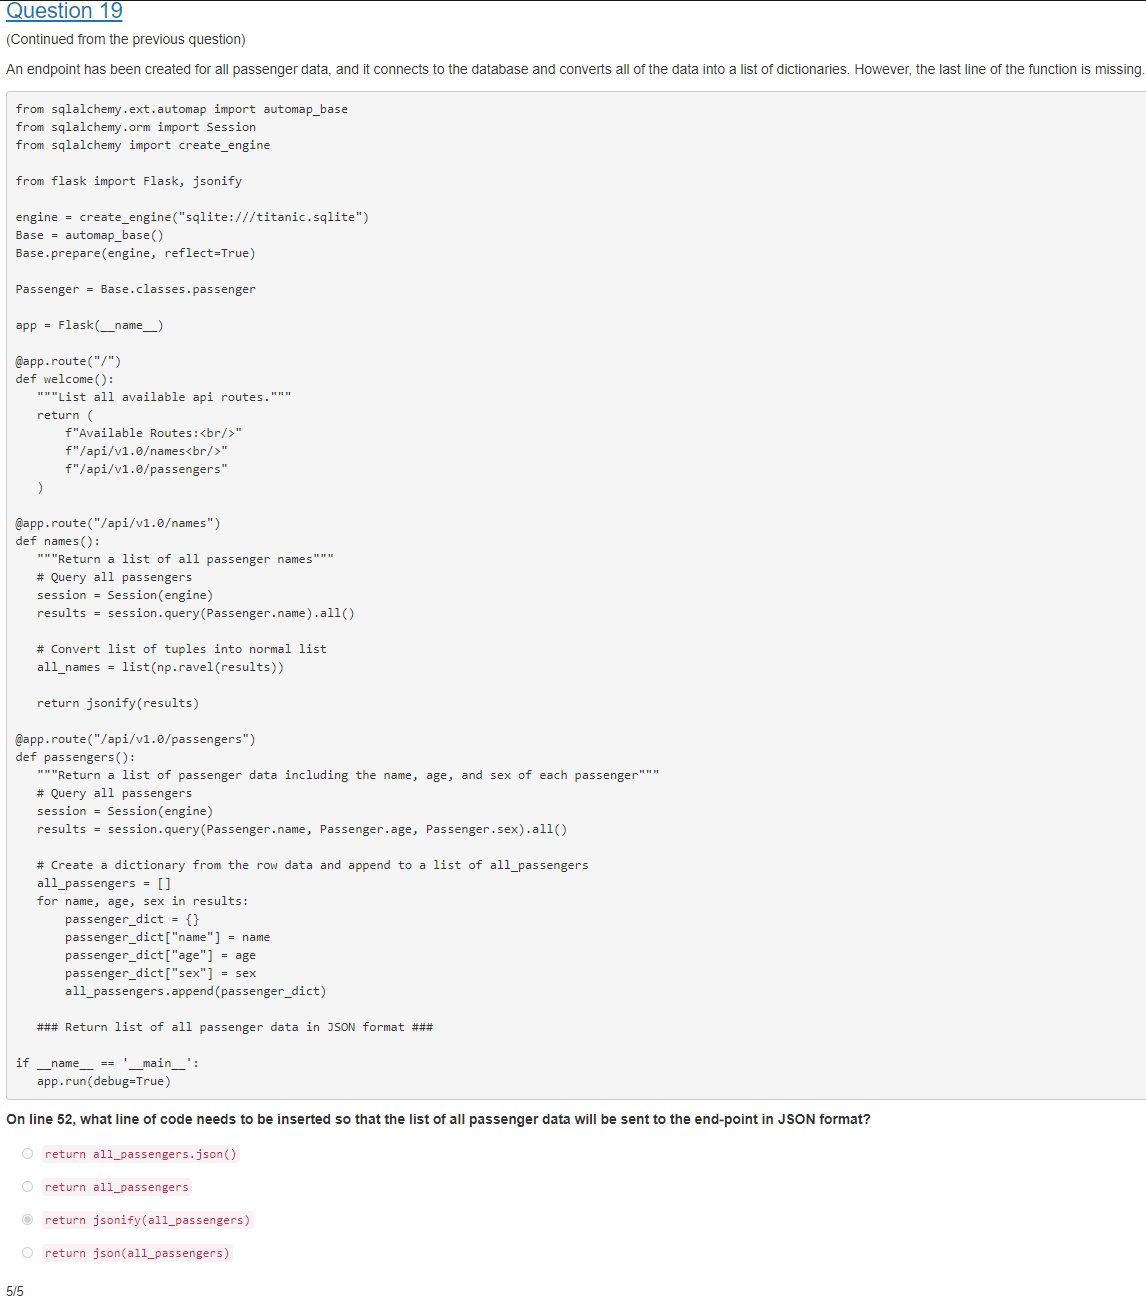 Question 19
(Continued from the previous question)
An endpoint has been created for all passenger data, and it connects to the database and converts all of the data into a list of dictionaries. However, the last line of the function is missing.
from sqlalchemy.ext.automap import automap_base
from sqlalchemy.orm import Session
from sqlalchemy import create_engine
from flask import Flask, jsonify
engine = create_engine("sqlite:///titanic.sqlite")
Base = automap_base()
Base.prepare(engine, reflect=True)
Passenger = Base.classes.passenger
app = Flask(__name__)
@app.route("/")
def welcome():
"""List all available api routes."""
return (
f"Available Routes:<br/>"
f"/api/v1.0/names<br/>"
f"/api/v1.0/passengers"
)
@app.route("/api/v1.0/names")
def names():
"""Return a list of all passenger names"""
# Query all passengers
session = Session(engine)
results = session.query(Passenger.name).all()
# Convert list of tuples into normal list
all_names = list(np.ravel(results))
return jsonify(results)
@app.route("/api/v1.0/passengers")
def passengers():
"""Return a list of passenger data including the name, age, and sex of each passenger"""
# Query all passengers
session = Session(engine)
results = session.query(Passenger.name, Passenger.age, Passenger.sex).all()
# Create a dictionary from the row data and append to a list of all_passengers
all_passengers = []
for name, age, sex in results:
passenger_dict = {}
passenger_dict["name"] = name
passenger_dict["age"] = age
passenger_dict["sex"] = sex
all_passengers.append(passenger_dict)
### Return list of all passenger data in JSON format ###
if __name__ == '__main__':
app.run(debug=True)
On line 52, what line of code needs to be inserted so that the list of all passenger data will be sent to the end-point in JSON format?
return all_passengers.json()
return all_passengers
return jsonify(all_passengers)
return json(all_passengers)
5/5